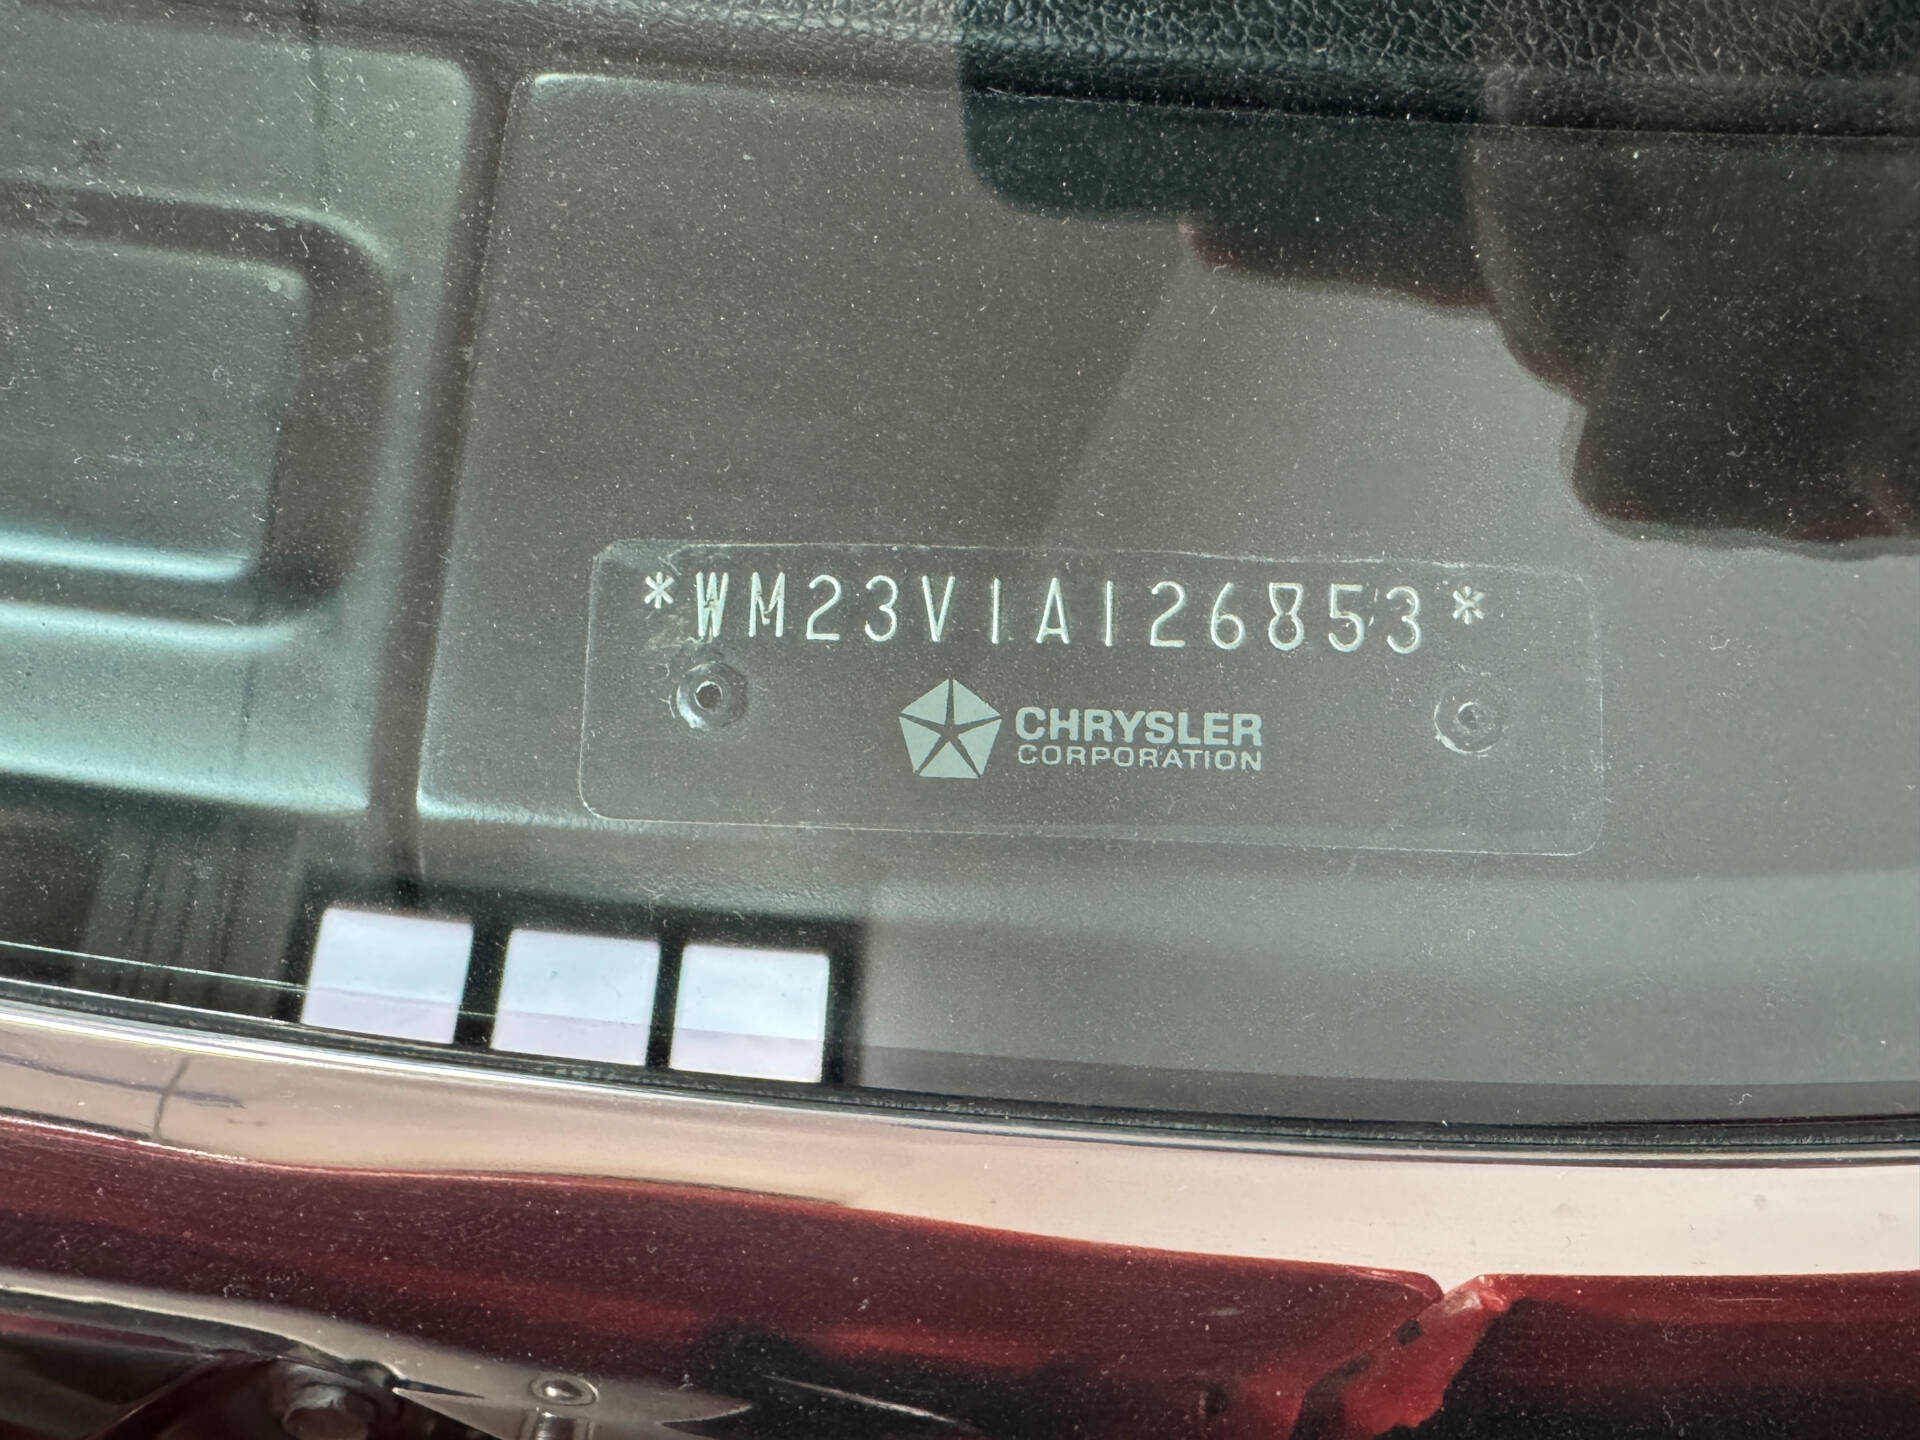 *WM23V1A126853*
CHRYSLER
CORPORATION